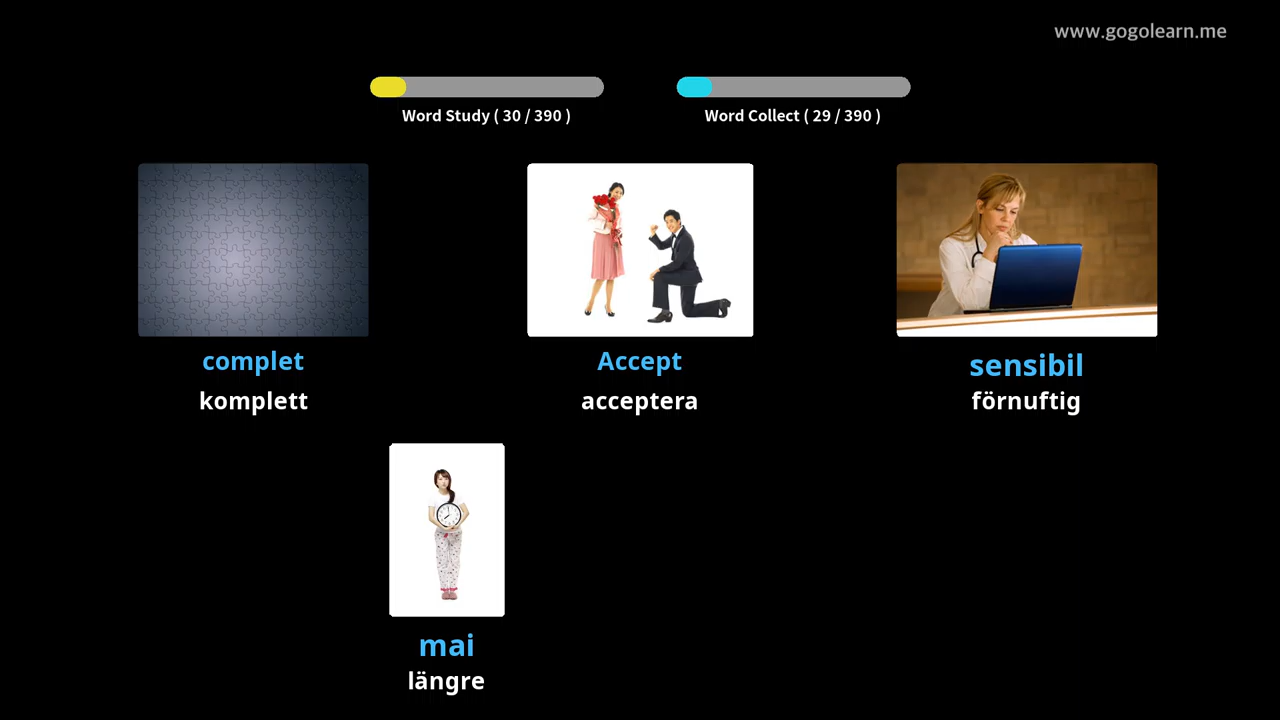 www.gogolearn.me
Word Study ( 30 / 390 )
Word Collect ( 29 / 390 )
complet
komplett
Accept
acceptera
sensibil
förnuftig
mai
längre